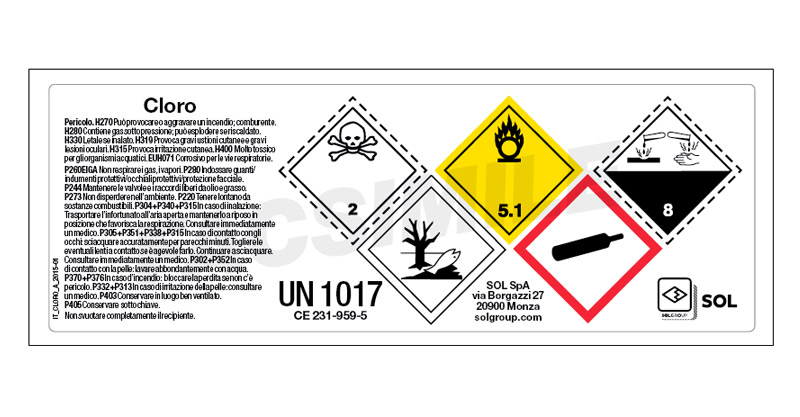 Cloro
Pericolo. H270 Può provocare o aggravare un incendio; comburente.
H280 Contiene gas sotto pressione; può esplodere se riscaldato.
H330 Letale se inalato. H319 Provoca gravi ustioni cutanee e gravi
lesioni oculari. H315 Provoca irritazione cutanea. H400 Molto tossico
per gli organismi acquatici. EUH071 Corrosivo per le vie respiratorie.
P260EIGA Non respirare i gas, i vapori. P280 Indossare guanti/
indumenti protettivi/occhiali protettivi/protezione facciale.
P244 Mantenere le valvole e i raccordi liberi da olio e grasso.
P273 Non disperdere nell'ambiente. P220 Tenere lontano da
sostanze combustibili. P304+P340+P315 In caso di inalazione:
Trasportare l'infortunato all'aria aperta e mantenerlo a riposo in
posizione che favorisca la respirazione. Consultare immediatamente
un medico. P305+P351+P338+P315 In caso di contatto con gli
occhi: sciacquare accuratamente per parecchi minuti. Togliere le
eventuali lenti a contatto se è agevole farlo. Continuare a sciacquare.
Consultare immediatamente un medico. P302+P352 In caso
di contatto con la pelle: lavare abbondantemente con acqua.
P370+P376 In caso d'incendio: bloccare la perdita se non c'è
pericolo. P332+P313 In caso di irritazione della pelle: consultare
un medico. P403 Conservare in luogo ben ventilato.
P405 Conservare sotto chiave.
Non svuotare completamente il recipiente.
IT_CLORO_A_2015-01
2
5.1
8
UN 1017
CE 231-959-5
SOL SpA
via Borgazzi 27
20900 Monza
solgroup.com
SOLGROUP
SOL